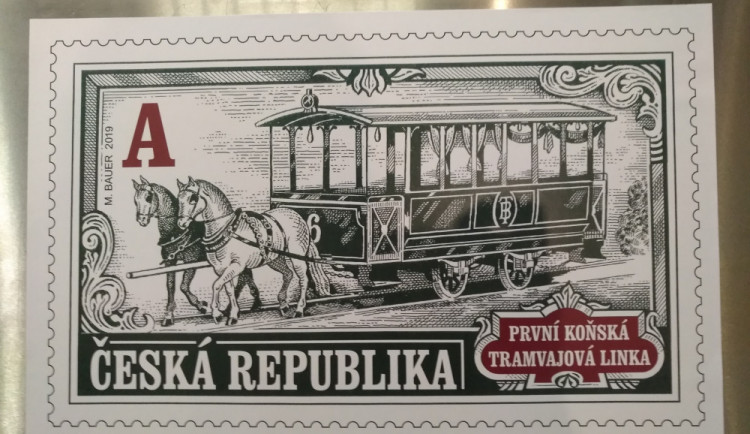 A
M. BAUER 2019
6
ČESKÁ REPUBLIKA
PRVNÍ KOŇSKÁ
TRAMVAJOVÁ LINKA